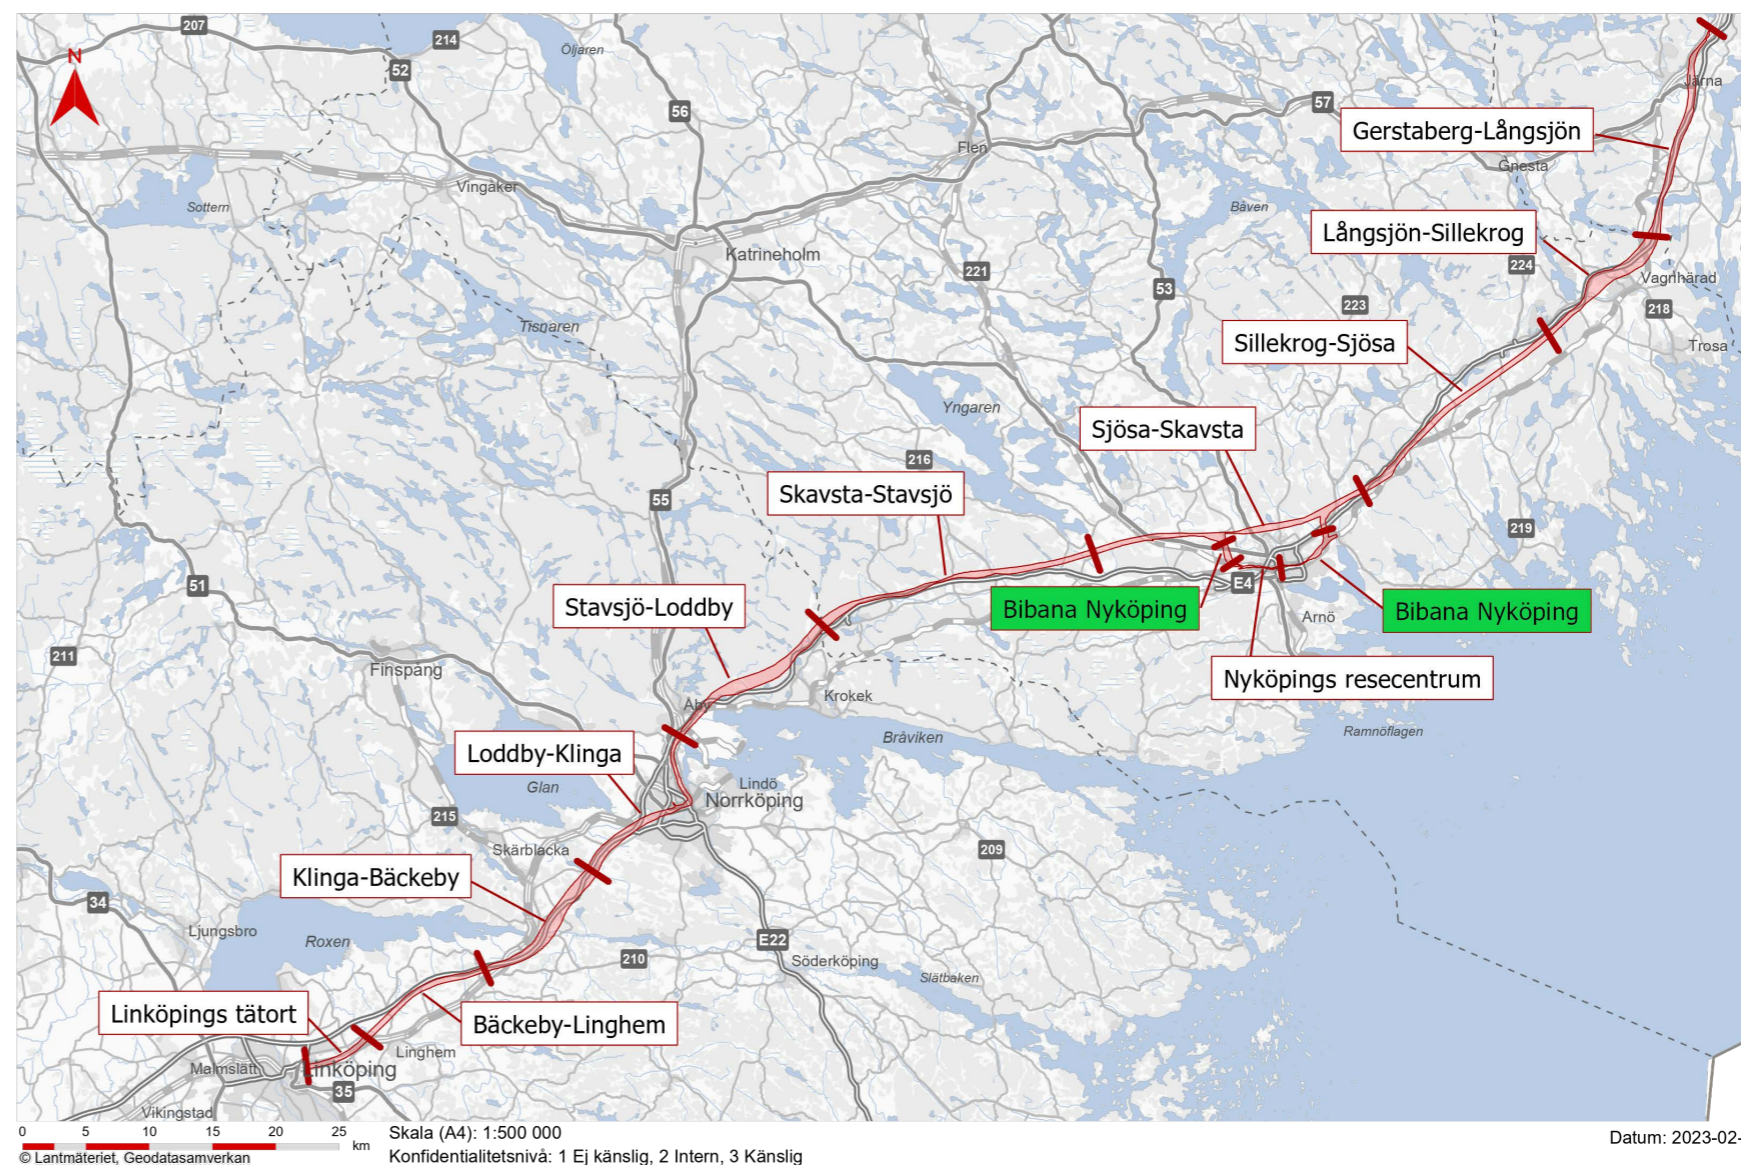 207
214
Öljaren
N
52
56
57
Järna
Gerstaberg-Långsjön
Flen
Gnesta
Vingåker
Sottern
Båven
Långsjön-Sillekrog
Katrineholm
221
224
53
Vagnhärad
223
218
Tisnaren
Sillekrog-Sjösa
Trosa
Yngaren
Sjösa-Skavsta
216
Skavsta-Stavsjö
55
219
51
E4
Stavsjö-Loddby
Bibana Nyköping
Bibana Nyköping
Arnö
211
Finspång
Nyköpings resecentrum
Krokek
Åby
Bråviken
Ramnöflagen
Loddby-Klinga
Glan
Lindö
Norrköping
215
Skärblacka
209
Klinga-Bäckeby
34
Ljungsbro
Roxen
E22
210
Söderköping
Slätbaken
Linköpings tätort
Bäckeby-Linghem
Linghem
Malmslätt
Linköping
35
Vikingstad
0 5 10 15 20 25
km
Skala (A4): 1:500 000
Datum: 2023-02-
© Lantmäteriet, Geodatasamverkan
Konfidentialitetsnivå: 1 Ej känslig, 2 Intern, 3 Känslig